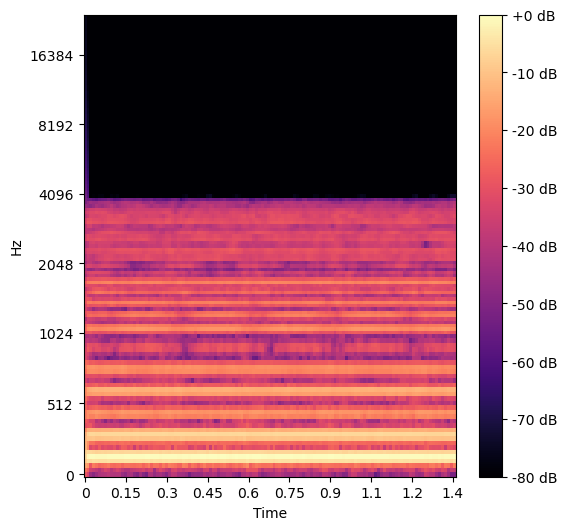 +0 dB
16384
-10 dB
8192
-20 dB
4096
-30 dB
Hz
2048
-40 dB
-50 dB
1024
-60 dB
512
-70 dB
0
-80 dB
0 0.15 0.3 0.45 0.6 0.75 0.9 1.1 1.2 1.4
Time